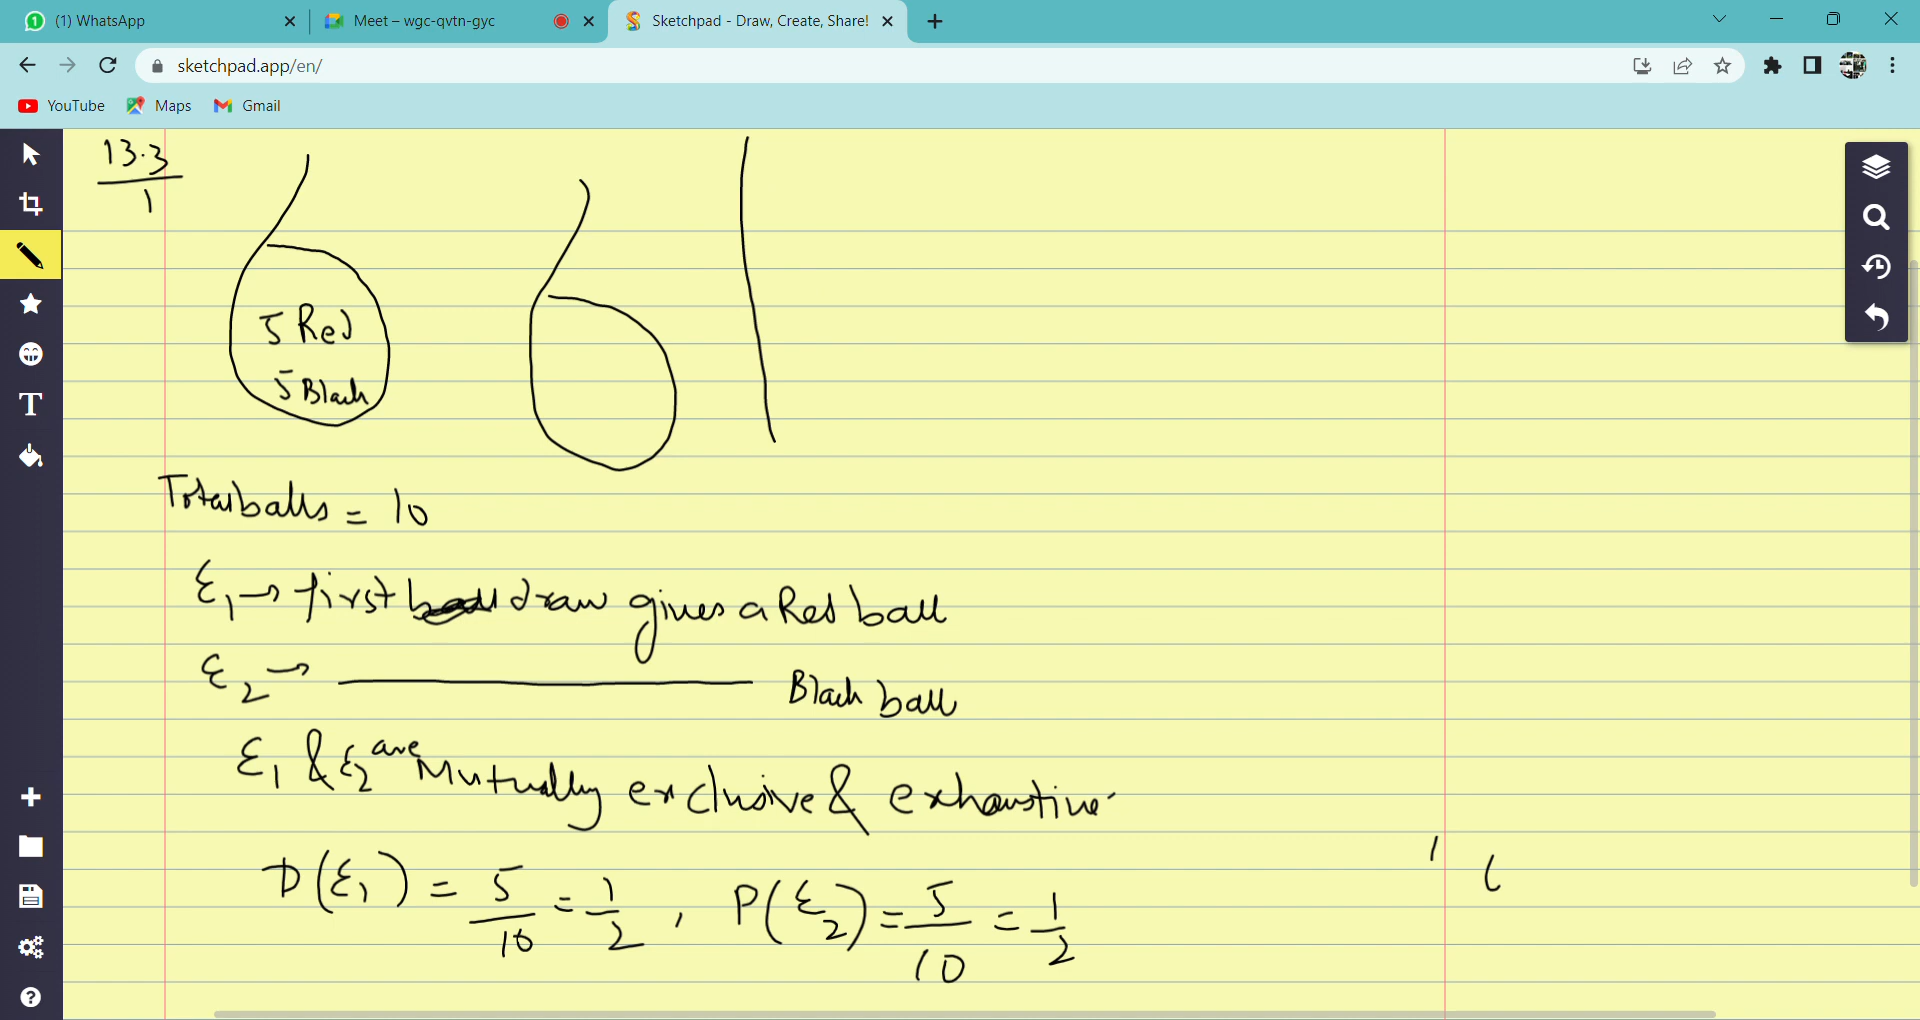 (1) WhatsApp
Meet – wgc-qvtn-gyc
Sketchpad - Draw, Create, Share!
sketchpad.app/en/
YouTube Maps Gmail
13.3
1
5 Red
5 Black
Total balls = 10
E1 → first draw gives a Red ball
E2 → Black ball
E1 & E2 are Mutually exclusive & exhaustive.
P(E1) = 5/10 = 1/2 , P(E2) = 5/10 = 1/2